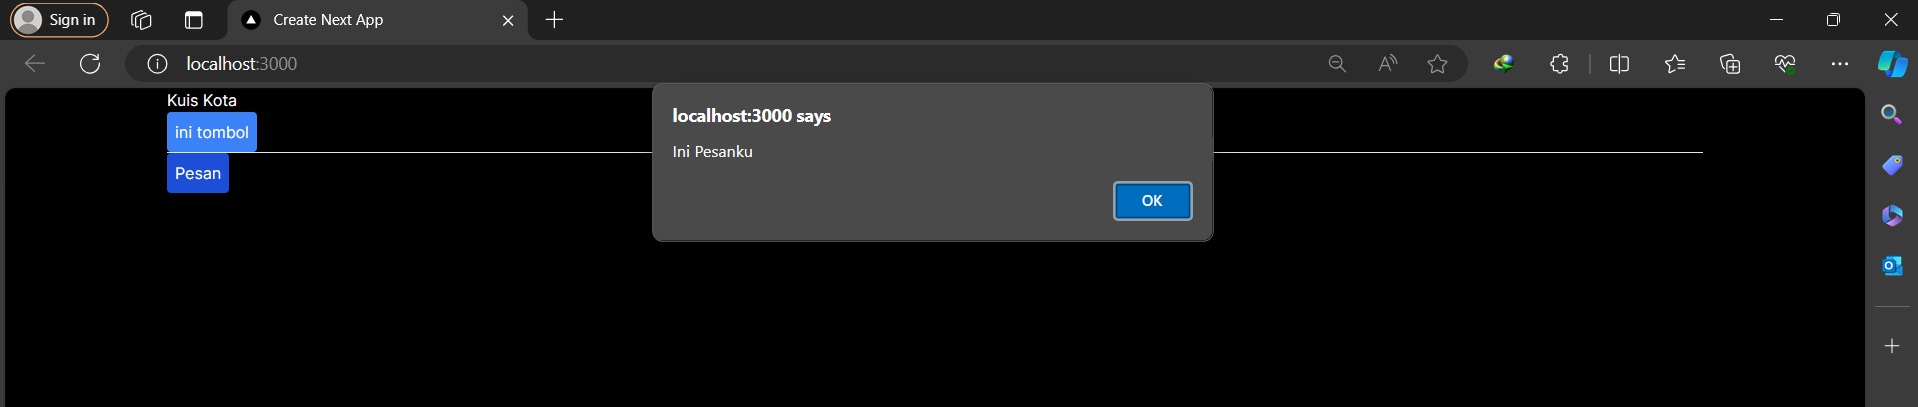 Sign in
Create Next App
localhost:3000
Kuis Kota
ini tombol
Pesan
localhost:3000 says
Ini Pesanku
OK